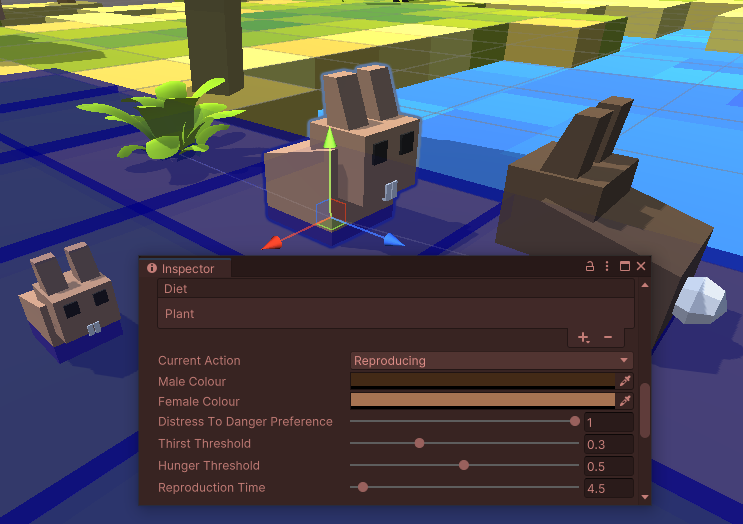 Inspector
Diet
Plant
Current Action Reproducing
Male Colour
Female Colour
Distress To Danger Preference 1
Thirst Threshold 0.3
Hunger Threshold 0.5
Reproduction Time 4.5